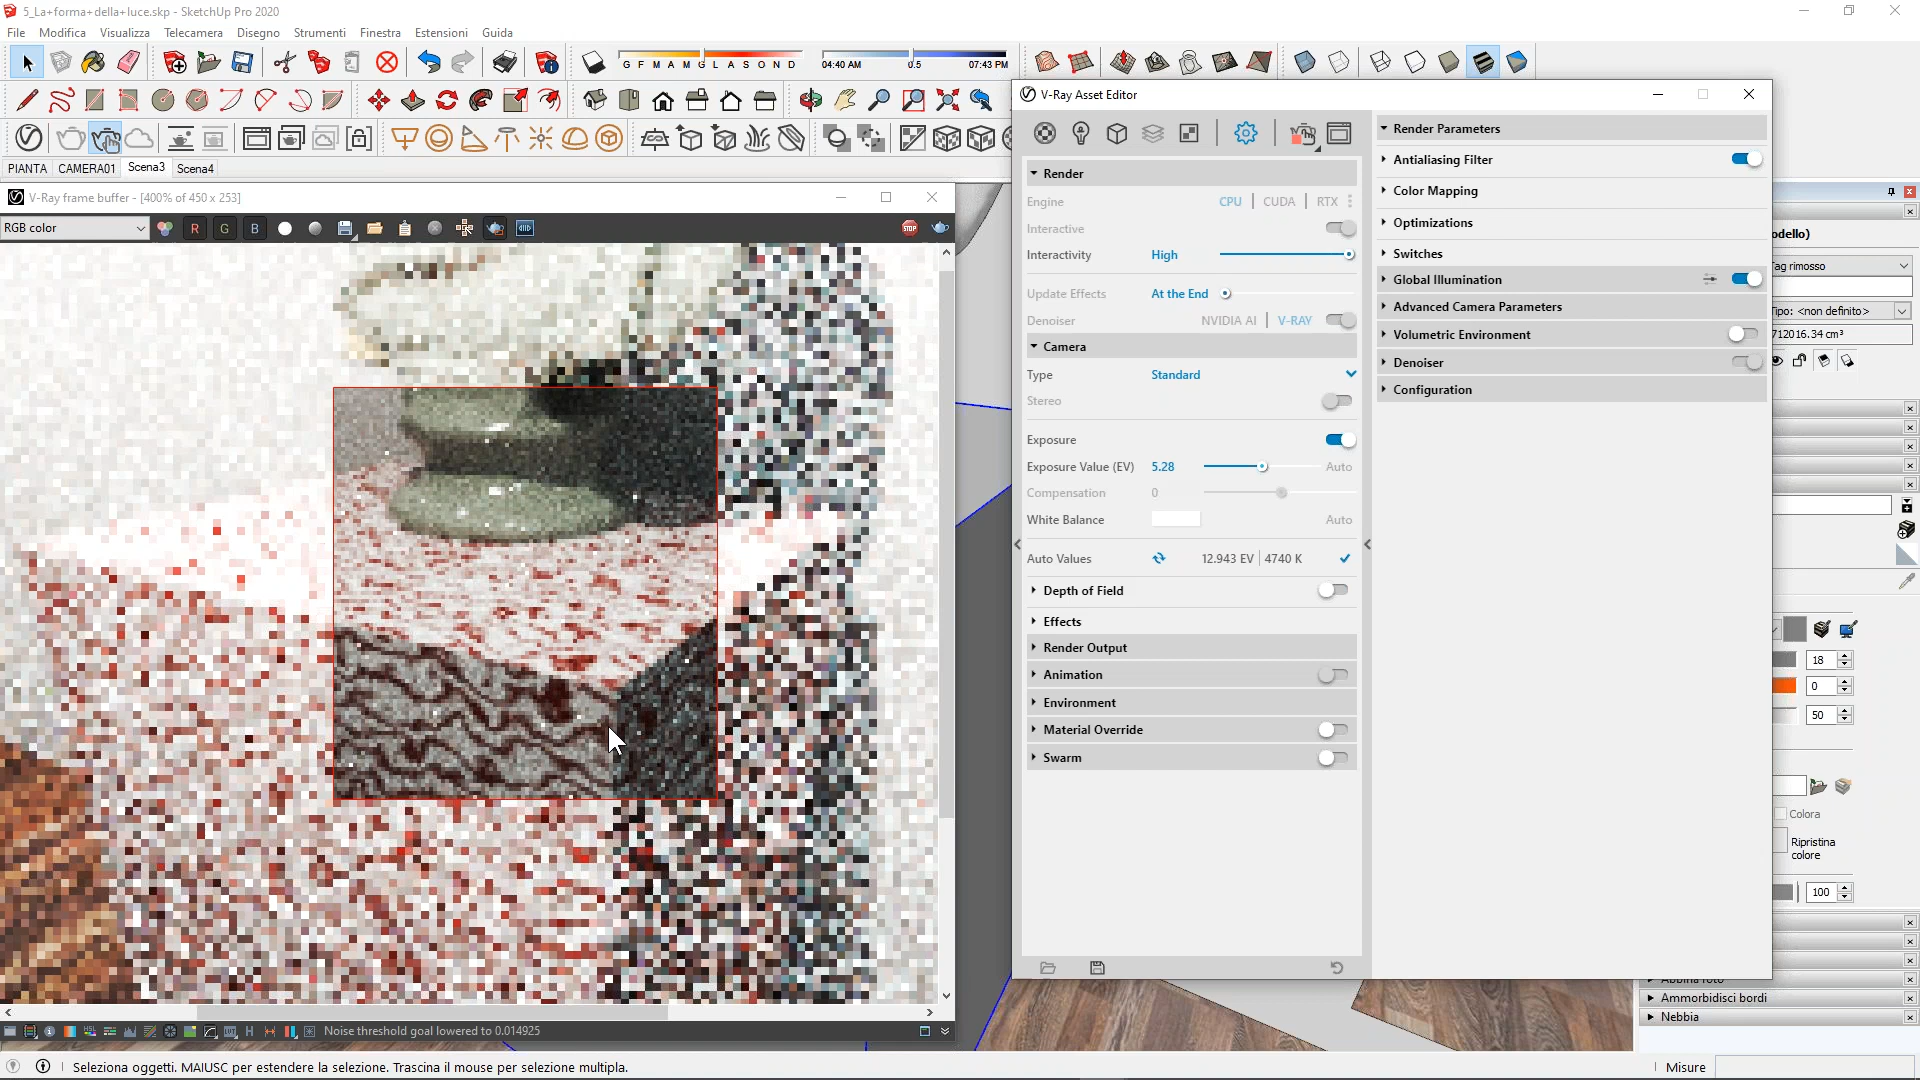 5_La+forma+della+luce.skp - SketchUp Pro 2020
File Modifica Visualizza Telecamera Disegno Strumenti Finestra Estensioni Guida
G F M A M G L A S O N D
04:40 AM 0.5 07:43 PM
PIANTA CAMERA01 Scena3 Scena4
V-Ray frame buffer - [400% of 450 x 253]
RGB color
R G B
STOP
Noise threshold goal lowered to 0.014925
V-Ray Asset Editor
Render
Engine CPU CUDA RTX
Interactive
Interactivity High
Update Effects At the End
Denoiser NVIDIA AI V-RAY
Camera
Type Standard
Stereo
Exposure
Exposure Value (EV) 5.28 Auto
Compensation 0
White Balance Auto
Auto Values 12.943 EV 4740 K
Depth of Field
Effects
Render Output
Animation
Environment
Material Override
Swarm
Render Parameters
Antialiasing Filter
Color Mapping
Optimizations
Switches
Global Illumination
Advanced Camera Parameters
Volumetric Environment
Denoiser
Configuration
odello)
Tag rimosso
Tipo: <non definito>
712016.34 cm³
18
0
50
Colora
Ripristina
colore
100
Ammorbidisci bordi
Nebbia
Seleziona oggetti. MAIUSC per estendere la selezione. Trascina il mouse per selezione multipla.
Misure